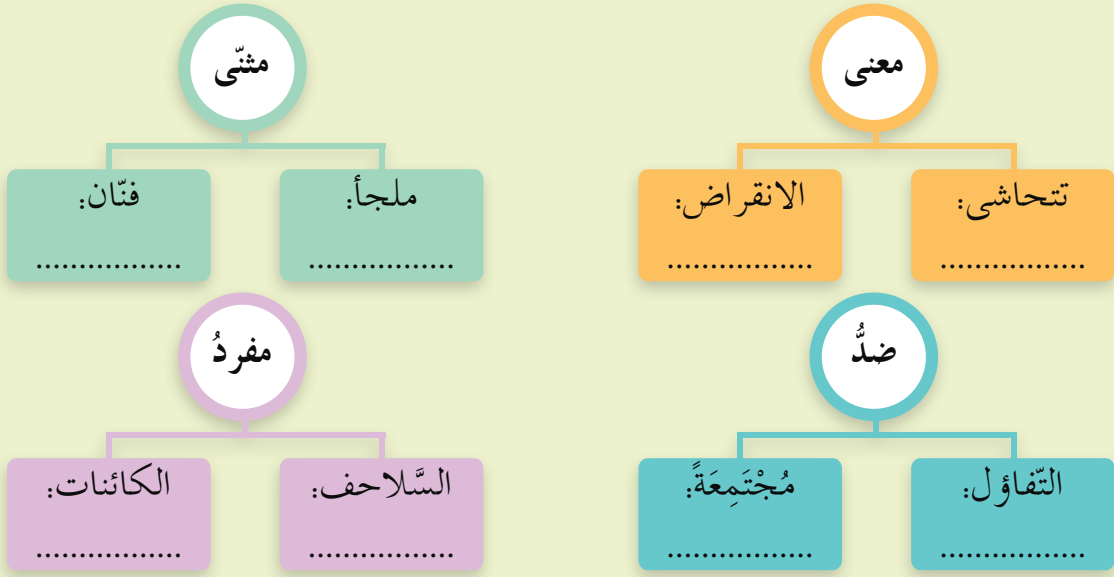 معنى
تتحاشى:
.................
الانقراض:
.................
مثنّى
ملجأ:
.................
فنّان:
.................
ضدُّ
التّفاؤل:
.................
مُجْتَمِعَةً:
.................
مفردُ
السَّلاحف:
.................
الكائنات:
.................